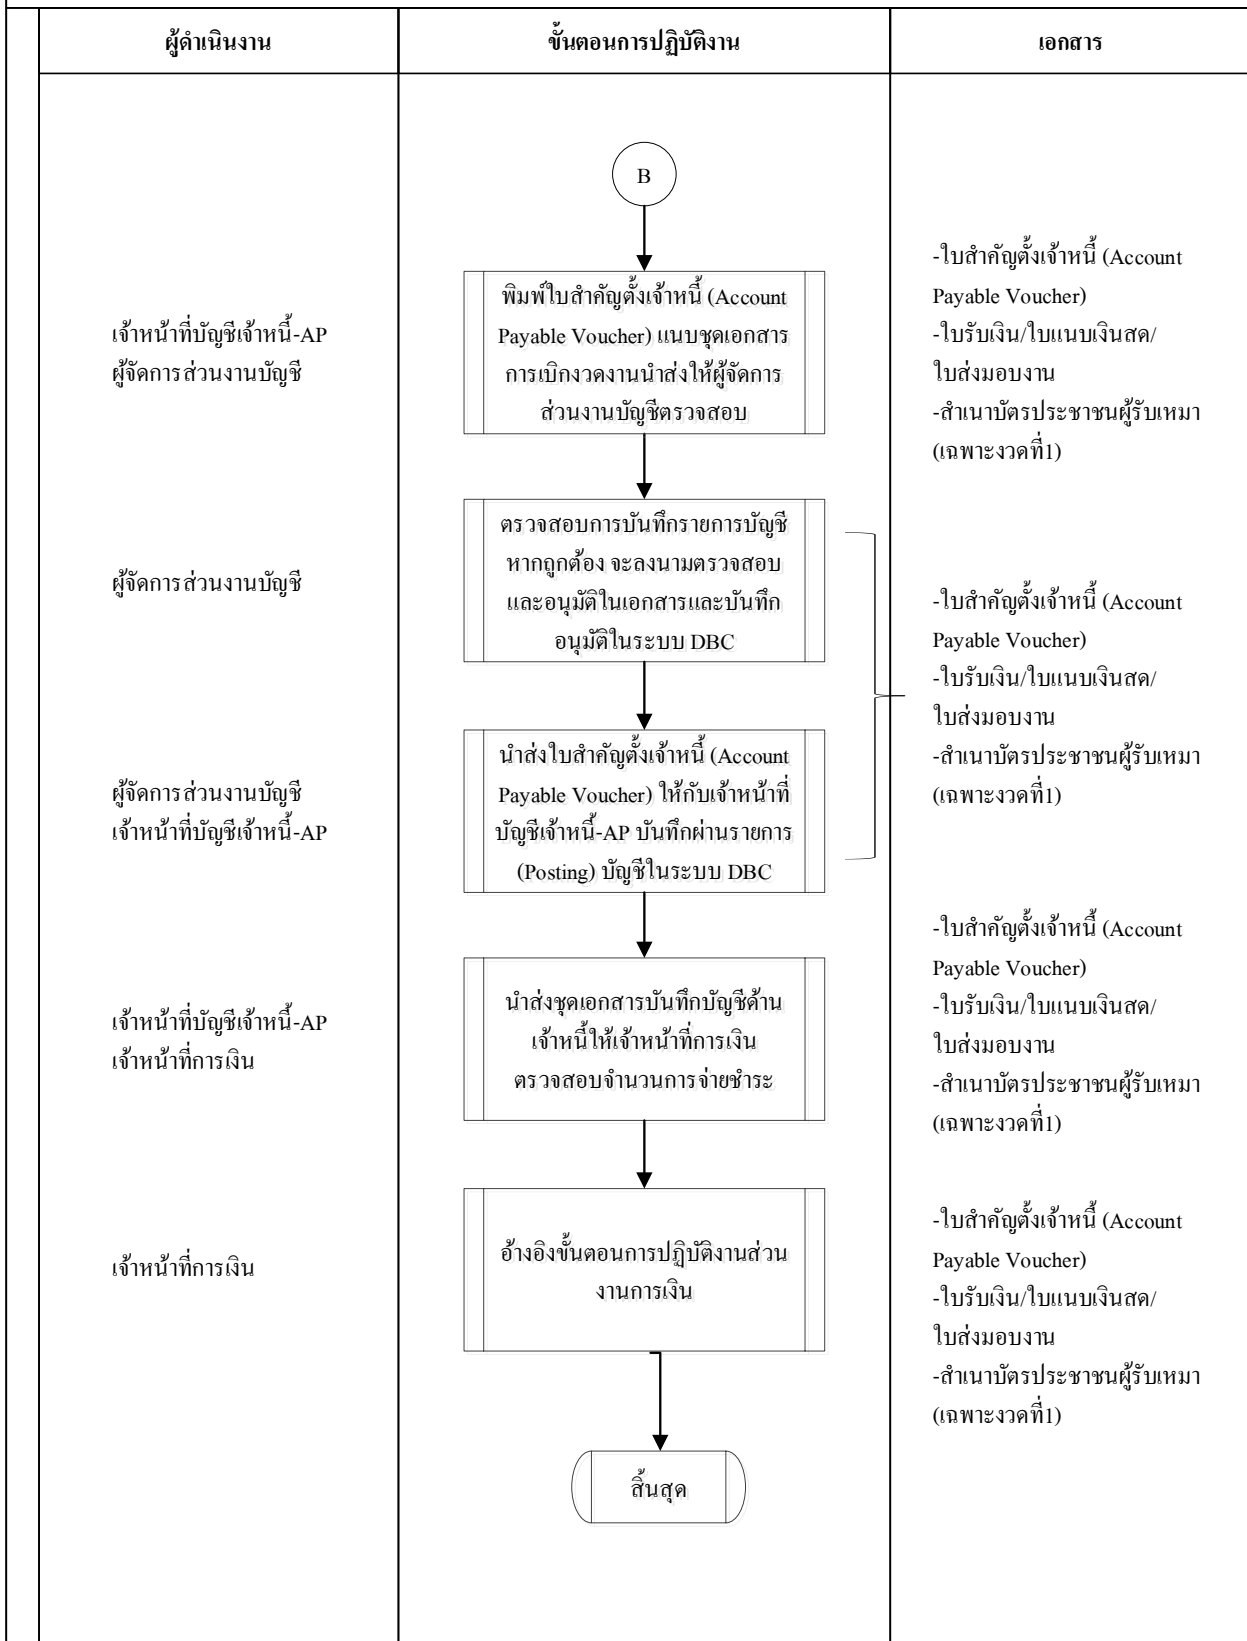 ผู้ดำเนินงาน
ขั้นตอนการปฏิบัติงาน
เอกสาร
B
เจ้าหน้าที่บัญชีเจ้าหนี้-AP
ผู้จัดการส่วนงานบัญชี
พิมพ์ใบสำคัญตั้งเจ้าหนี้ (Account
Payable Voucher) แนบชุดเอกสาร
การเบิกงวดงานนำส่งให้ผู้จัดการ
ส่วนงานบัญชีตรวจสอบ
-ใบสำคัญตั้งเจ้าหนี้ (Account
Payable Voucher)
-ใบรับเงิน/ใบแนบเงินสด/
ใบส่งมอบงาน
-สำเนาบัตรประชาชนผู้รับเหมา
(เฉพาะงวดที่1)
ผู้จัดการส่วนงานบัญชี
ตรวจสอบการบันทึกรายการบัญชี
หากถูกต้อง จะลงนามตรวจสอบ
และอนุมัติในเอกสารและบันทึก
อนุมัติในระบบ DBC
-ใบสำคัญตั้งเจ้าหนี้ (Account
Payable Voucher)
-ใบรับเงิน/ใบแนบเงินสด/
ใบส่งมอบงาน
-สำเนาบัตรประชาชนผู้รับเหมา
(เฉพาะงวดที่1)
ผู้จัดการส่วนงานบัญชี
เจ้าหน้าที่บัญชีเจ้าหนี้-AP
นำส่งใบสำคัญตั้งเจ้าหนี้ (Account
Payable Voucher) ให้กับเจ้าหน้าที่
บัญชีเจ้าหนี้-AP บันทึกผ่านรายการ
(Posting) บัญชีในระบบ DBC
เจ้าหน้าที่บัญชีเจ้าหนี้-AP
เจ้าหน้าที่การเงิน
นำส่งชุดเอกสารบันทึกบัญชีด้าน
เจ้าหนี้ให้เจ้าหน้าที่การเงิน
ตรวจสอบจำนวนการจ่ายชำระ
-ใบสำคัญตั้งเจ้าหนี้ (Account
Payable Voucher)
-ใบรับเงิน/ใบแนบเงินสด/
ใบส่งมอบงาน
-สำเนาบัตรประชาชนผู้รับเหมา
(เฉพาะงวดที่1)
เจ้าหน้าที่การเงิน
อ้างอิงขั้นตอนการปฏิบัติงานส่วน
งานการเงิน
-ใบสำคัญตั้งเจ้าหนี้ (Account
Payable Voucher)
-ใบรับเงิน/ใบแนบเงินสด/
ใบส่งมอบงาน
-สำเนาบัตรประชาชนผู้รับเหมา
(เฉพาะงวดที่1)
สิ้นสุด